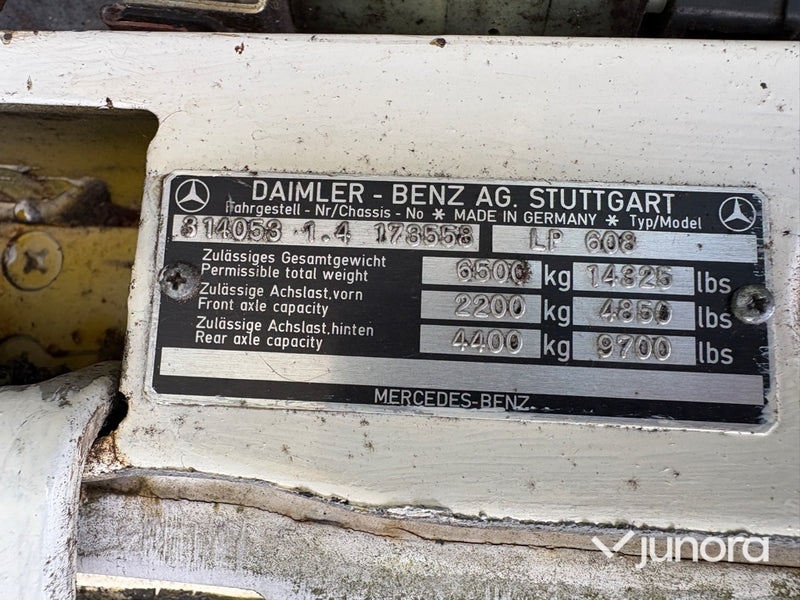 DAIMLER - BENZ AG. STUTTGART
Fahrgestell - Nr/Chassis - No * MADE IN GERMANY * Typ/Model
314053 1.4 173558 LP 608
Zulässiges Gesamtgewicht
Permissible total weight 6500 kg 14325 lbs
Zulässige Achslast,vorn
Front axle capacity 2200 kg 4850 lbs
Zulässige Achslast,hinten
Rear axle capacity 4400 kg 9700 lbs
MERCEDES-BENZ
junora